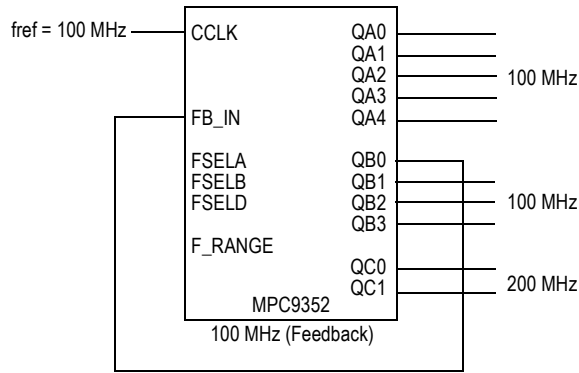 fref = 100 MHz
CCLK
QA0
QA1
QA2
QA3
QA4
100 MHz
FB_IN
FSELA
FSELB
FSELD
QB0
QB1
QB2
QB3
100 MHz
F_RANGE
QC0
QC1
200 MHz
MPC9352
100 MHz (Feedback)